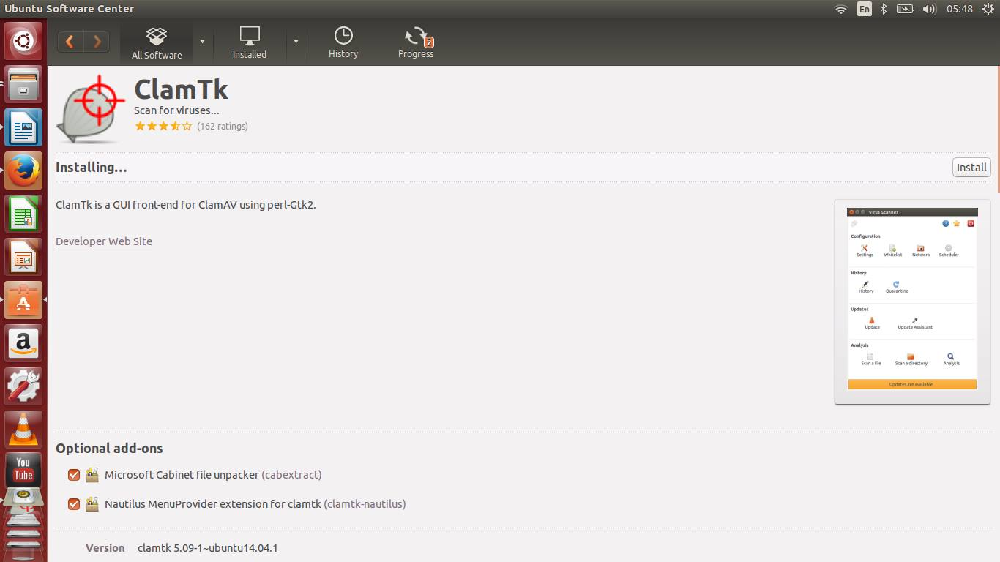 Ubuntu Software Center
En
05:48
All Software
Installed
History
2
Progress
ClamTk
Scan for viruses...
(162 ratings)
Installing...
Install
ClamTk is a GUI front-end for ClamAV using perl-Gtk2.
Developer Web Site
Virus Scanner
Configuration
Settings Whitelist Network Scheduler
History
History Quarantine
Updates
Update Update Assistant
Analysis
Scan a file Scan a directory Analysis
Updates are available
Optional add-ons
Microsoft Cabinet file unpacker (cabextract)
Nautilus MenuProvider extension for clamtk (clamtk-nautilus)
Version clamtk 5.09-1~ubuntu14.04.1
A
a
You
Tube